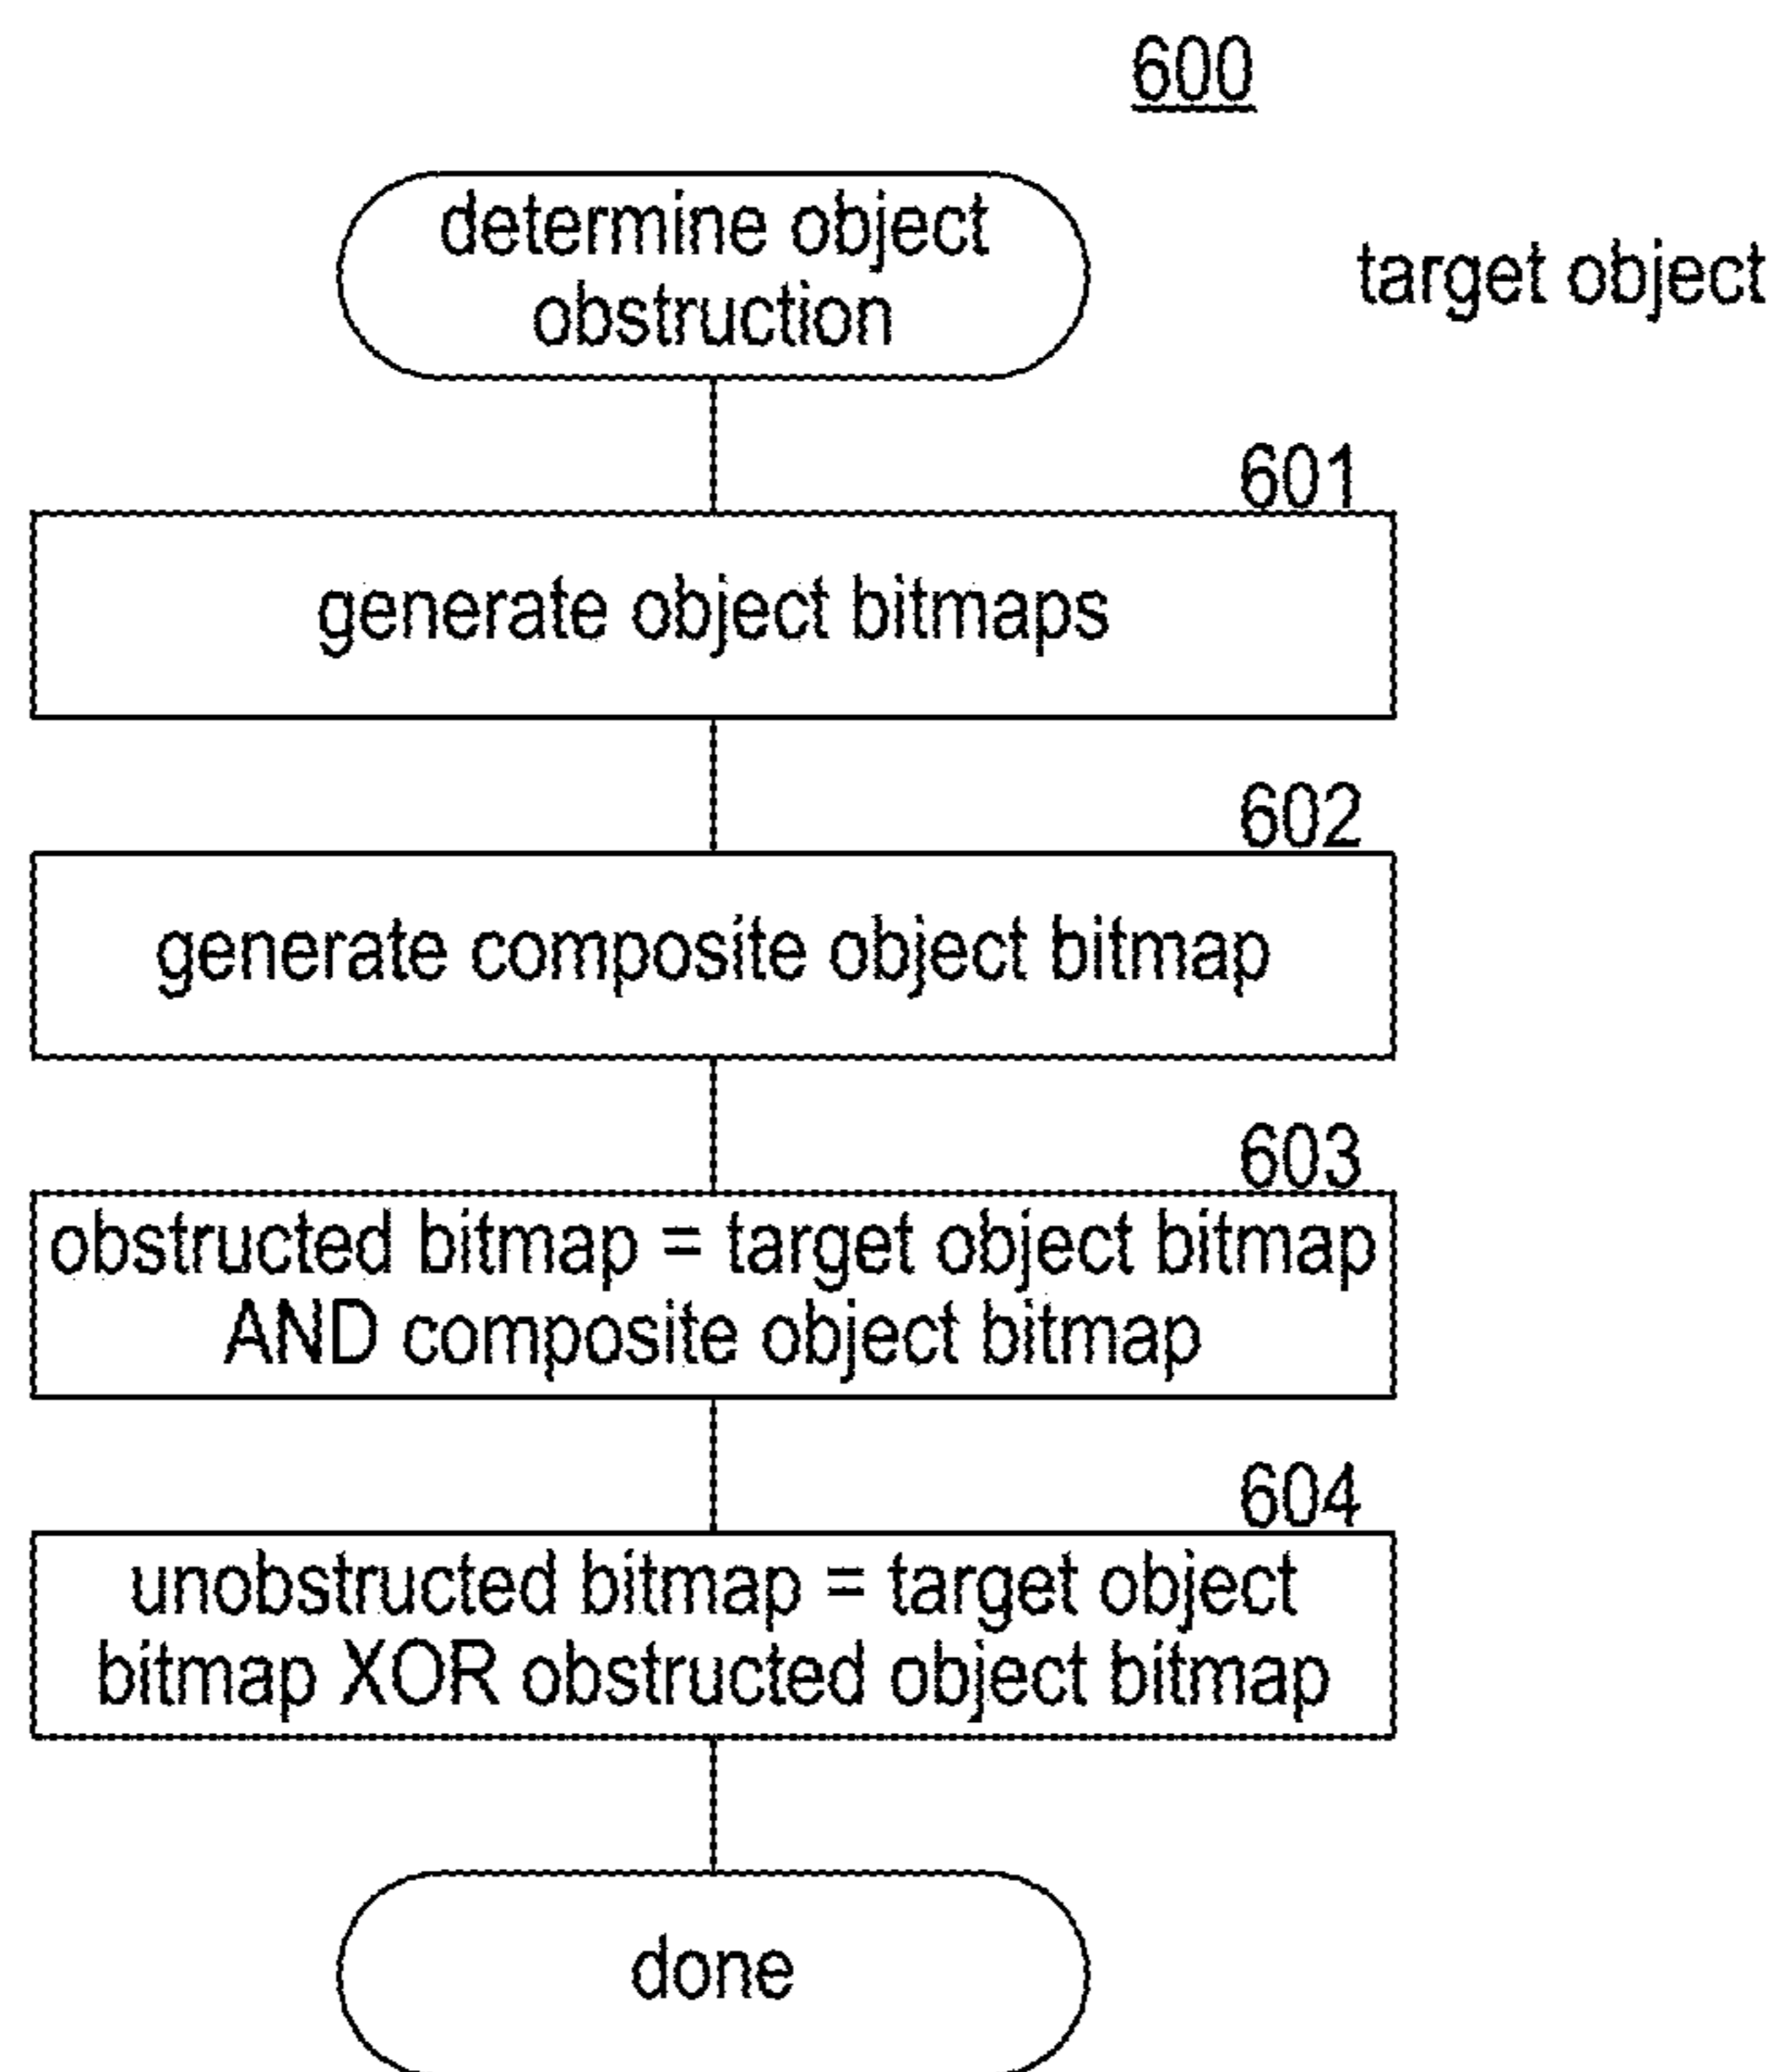 600
determine object
obstruction
target object
601
generate object bitmaps
602
generate composite object bitmap
603
obstructed bitmap = target object bitmap
AND composite object bitmap
604
unobstructed bitmap = target object
bitmap XOR obstructed object bitmap
done